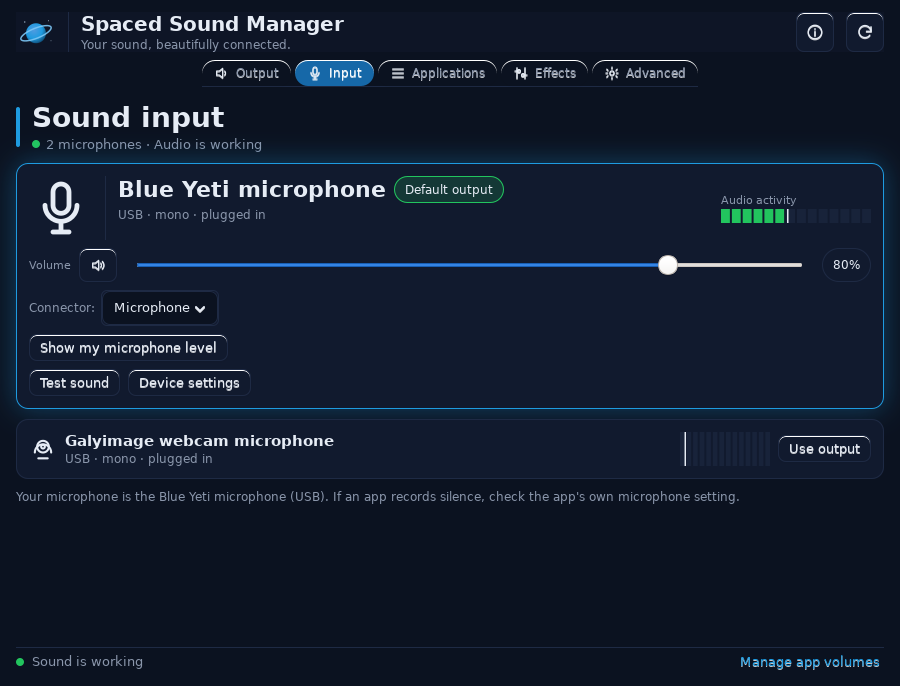 Spaced Sound Manager
Your sound, beautifully connected.
Output Input Applications Effects Advanced
Sound input
2 microphones · Audio is working
Blue Yeti microphone Default output
USB · mono · plugged in
Audio activity
Volume 80%
Connector: Microphone
Show my microphone level
Test sound Device settings
Galyimage webcam microphone
USB · mono · plugged in
Use output
Your microphone is the Blue Yeti microphone (USB). If an app records silence, check the app's own microphone setting.
Sound is working Manage app volumes